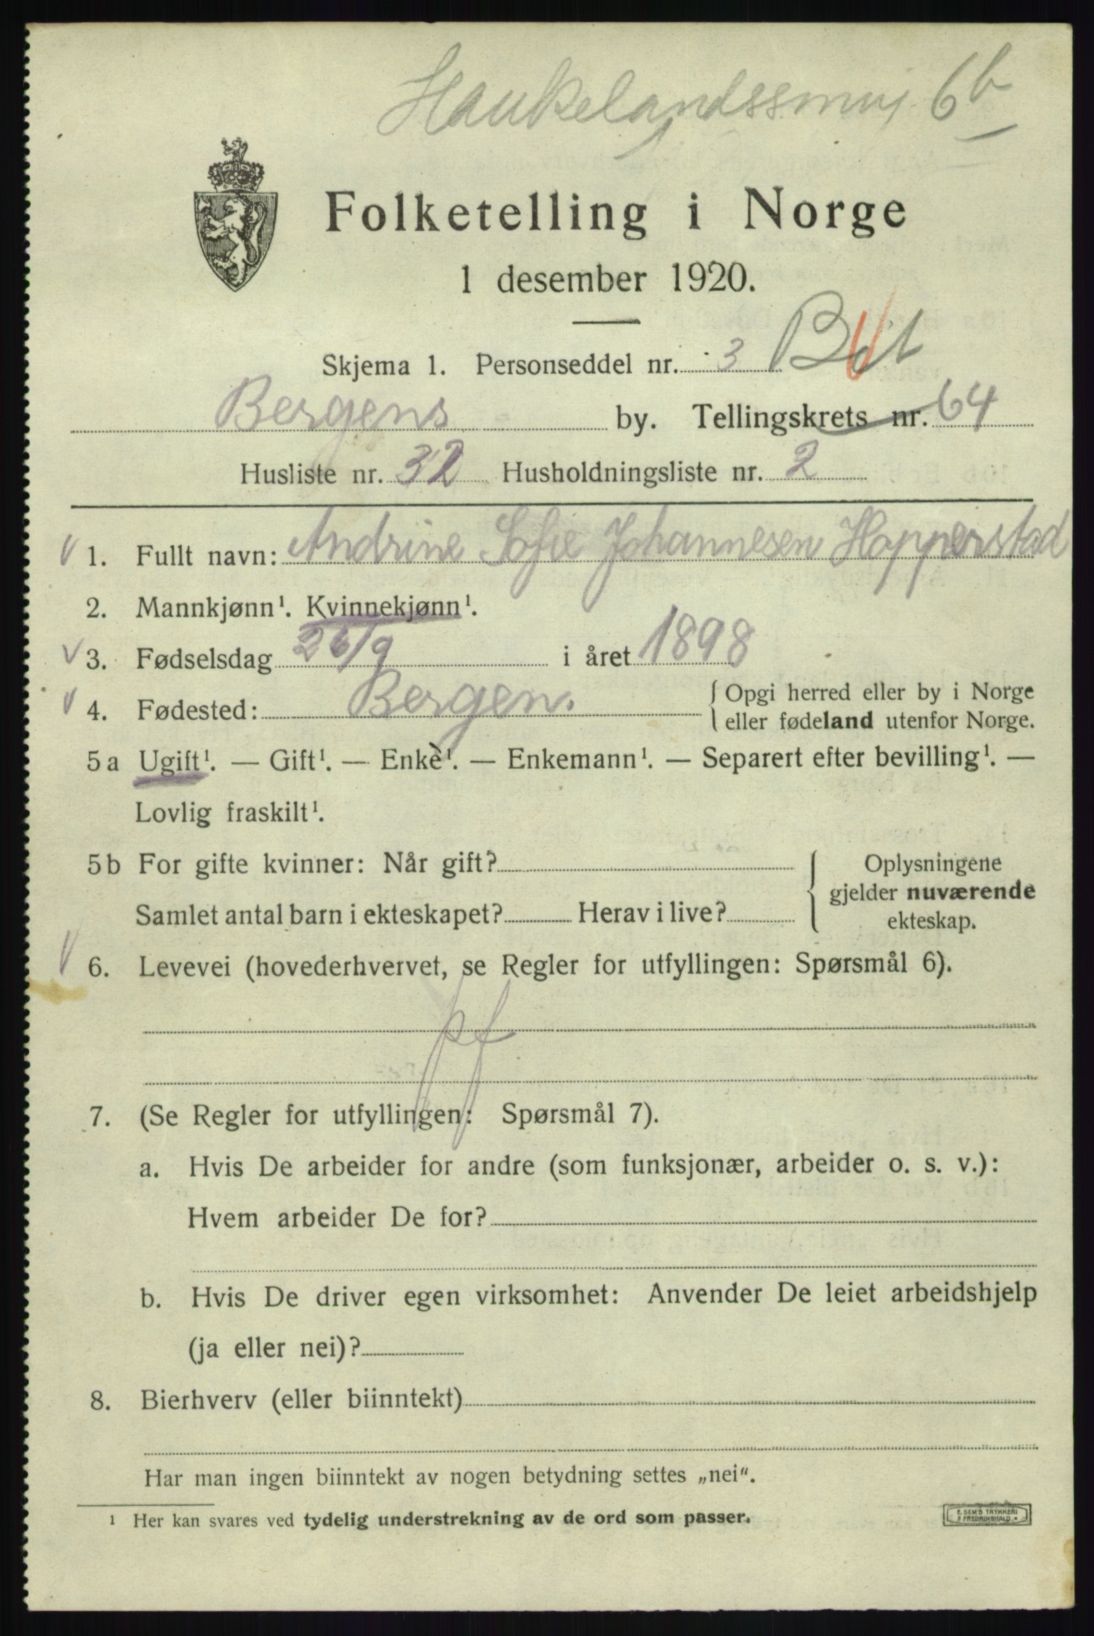 Haukelandssmug 6b
Folketelling i Norge
1 desember 1920.
Skjema 1. Personseddel nr. 3
Bergens by. Tellingskrets nr. 64
Husliste nr. 32 Husholdningsliste nr. 2
1. Fullt navn: Andrine Sofie Johannesen Hopperstad
2. Mannkjønn¹. Kvinnekjønn¹.
3. Fødselsdag 26/9 i året 1898
4. Fødested: Bergen. Opgi herred eller by i Norge
eller fødeland utenfor Norge.
5a Ugift¹. — Gift¹. — Enke¹. — Enkemann¹. — Separert efter bevilling¹. —
Lovlig fraskilt¹.
5b For gifte kvinner: Når gift? Oplysningene
gjelder nuværende
Samlet antal barn i ekteskapet? Herav i live? ekteskap.
6. Levevei (hovederhvervet, se Regler for utfyllingen: Spørsmål 6).
pf
7. (Se Regler for utfyllingen: Spørsmål 7).
a. Hvis De arbeider for andre (som funksjonær, arbeider o. s. v.):
Hvem arbeider De for?
b. Hvis De driver egen virksomhet: Anvender De leiet arbeidshjelp
(ja eller nei)?
8. Bierhverv (eller biinntekt)
Har man ingen biinntekt av nogen betydning settes „nei".
¹ Her kan svares ved tydelig understrekning av de ord som passer.